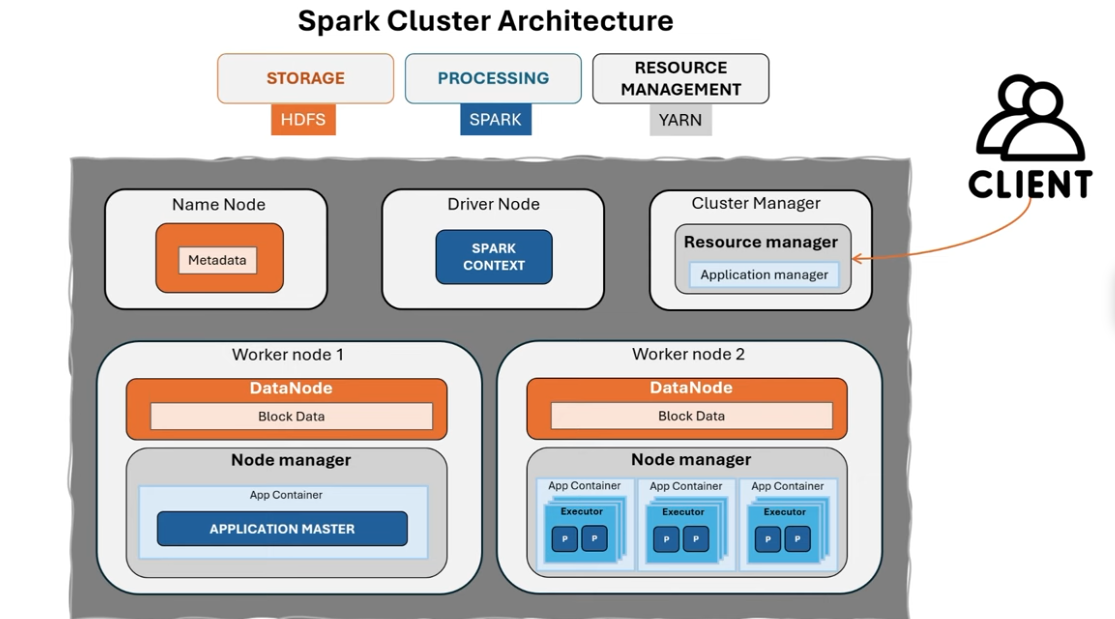 Spark Cluster Architecture
STORAGE
HDFS
PROCESSING
SPARK
RESOURCE
MANAGEMENT
YARN
CLIENT
Name Node
Metadata
Driver Node
SPARK
CONTEXT
Cluster Manager
Resource manager
Application manager
Worker node 1
DataNode
Block Data
Node manager
App Container
APPLICATION MASTER
Worker node 2
DataNode
Block Data
Node manager
App Container
Executor
P P
App Container
Executor
P P
App Container
Executor
P P